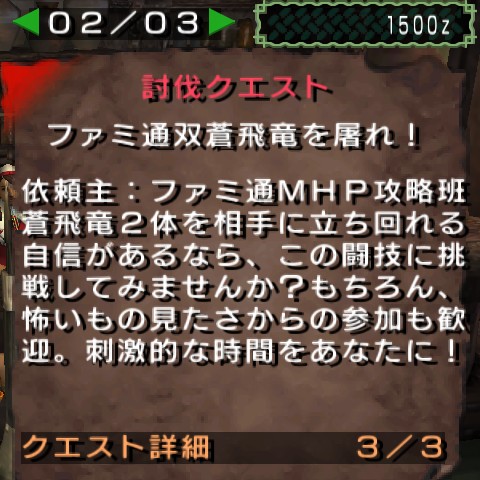 02/03
1500z
討伐クエスト
ファミ通双蒼飛竜を屠れ！
依頼主：ファミ通MHP攻略班
蒼飛竜2体を相手に立ち回れる
自信があるなら、この闘技に挑
戦してみませんか？もちろん、
怖いもの見たさからの参加も歓
迎。刺激的な時間をあなたに！
クエスト詳細 3/3